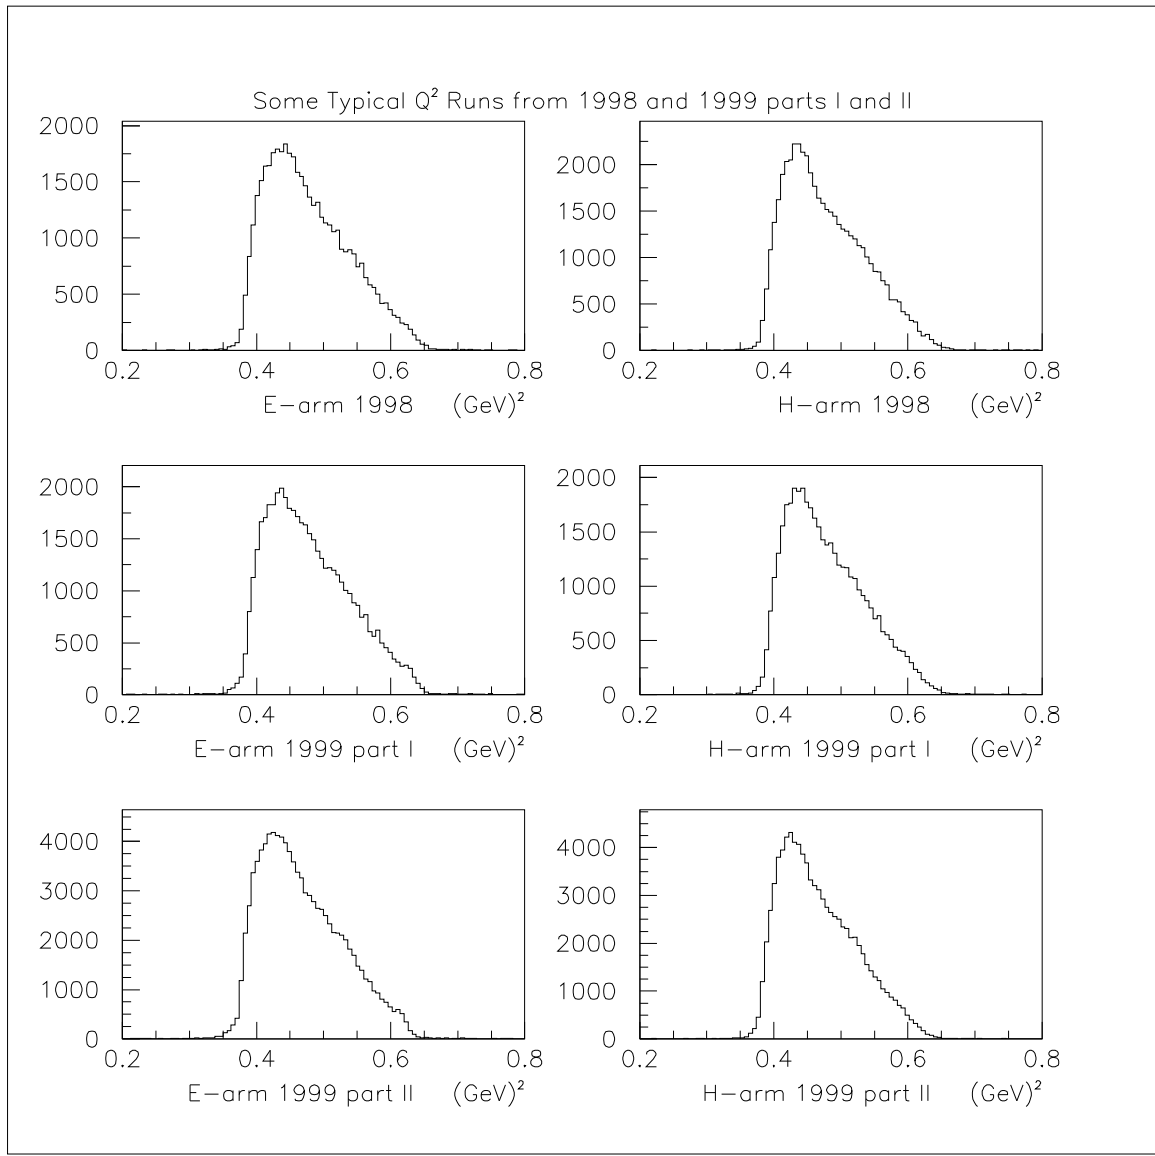 Some Typical Q² Runs from 1998 and 1999 parts I and II
2000
1500
1000
500
0
0.2 0.4 0.6 0.8
E-arm 1998 (GeV)²
2000
1500
1000
500
0
0.2 0.4 0.6 0.8
H-arm 1998 (GeV)²
2000
1500
1000
500
0
0.2 0.4 0.6 0.8
E-arm 1999 part I (GeV)²
2000
1500
1000
500
0
0.2 0.4 0.6 0.8
H-arm 1999 part I (GeV)²
4000
3000
2000
1000
0
0.2 0.4 0.6 0.8
E-arm 1999 part II (GeV)²
4000
3000
2000
1000
0
0.2 0.4 0.6 0.8
H-arm 1999 part II (GeV)²